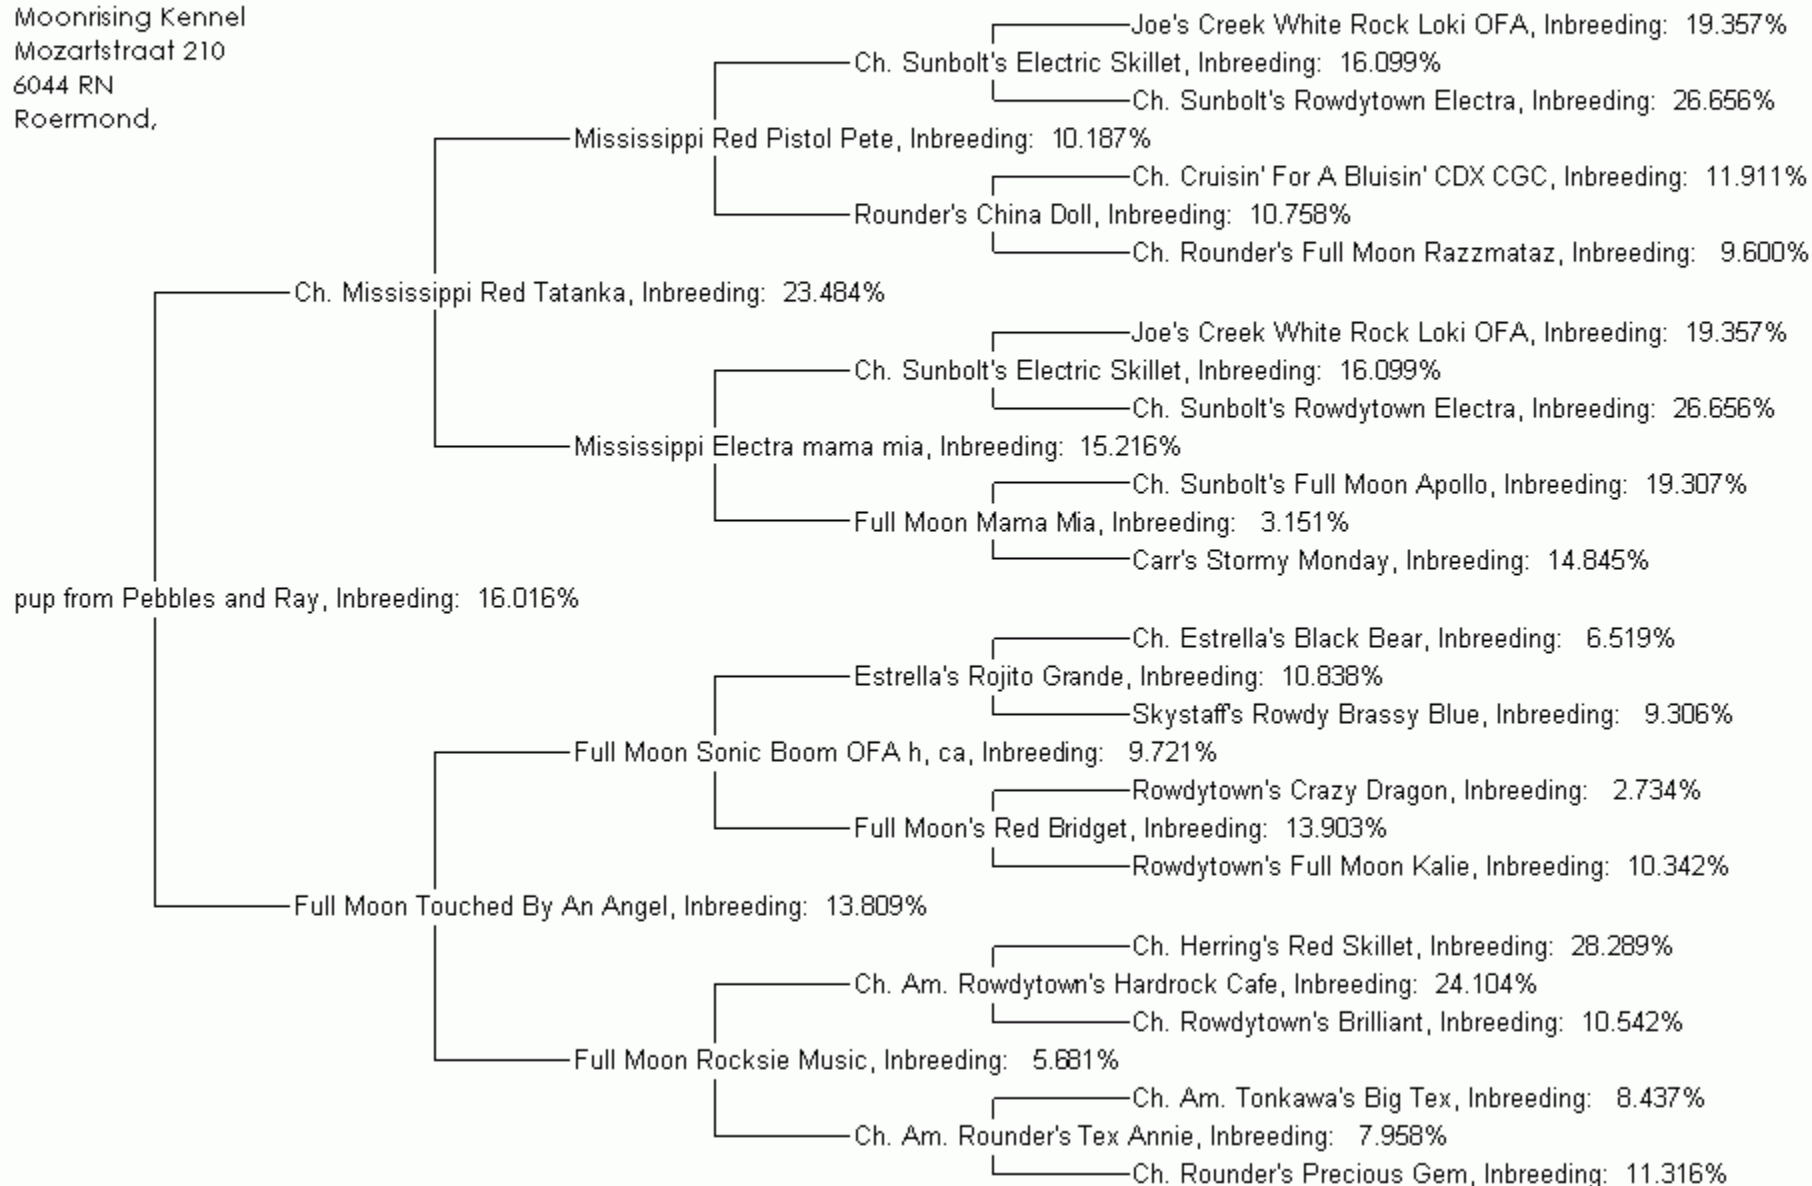 Moonrising Kennel
Mozartstraat 210
6044 RN
Roermond,
Joe's Creek White Rock Loki OFA, Inbreeding: 19.357%
Ch. Sunbolt's Electric Skillet, Inbreeding: 16.099%
Ch. Sunbolt's Rowdytown Electra, Inbreeding: 26.656%
Mississippi Red Pistol Pete, Inbreeding: 10.187%
Ch. Cruisin' For A Bluisin' CDX CGC, Inbreeding: 11.911%
Rounder's China Doll, Inbreeding: 10.758%
Ch. Rounder's Full Moon Razzmataz, Inbreeding: 9.600%
Ch. Mississippi Red Tatanka, Inbreeding: 23.484%
Joe's Creek White Rock Loki OFA, Inbreeding: 19.357%
Ch. Sunbolt's Electric Skillet, Inbreeding: 16.099%
Ch. Sunbolt's Rowdytown Electra, Inbreeding: 26.656%
Mississippi Electra mama mia, Inbreeding: 15.216%
Ch. Sunbolt's Full Moon Apollo, Inbreeding: 19.307%
Full Moon Mama Mia, Inbreeding: 3.151%
Carr's Stormy Monday, Inbreeding: 14.845%
pup from Pebbles and Ray, Inbreeding: 16.016%
Ch. Estrella's Black Bear, Inbreeding: 6.519%
Estrella's Rojito Grande, Inbreeding: 10.838%
Skystaff's Rowdy Brassy Blue, Inbreeding: 9.306%
Full Moon Sonic Boom OFA h, ca, Inbreeding: 9.721%
Rowdytown's Crazy Dragon, Inbreeding: 2.734%
Full Moon's Red Bridget, Inbreeding: 13.903%
Rowdytown's Full Moon Kalie, Inbreeding: 10.342%
Full Moon Touched By An Angel, Inbreeding: 13.809%
Ch. Herring's Red Skillet, Inbreeding: 28.289%
Ch. Am. Rowdytown's Hardrock Cafe, Inbreeding: 24.104%
Ch. Rowdytown's Brilliant, Inbreeding: 10.542%
Full Moon Rocksie Music, Inbreeding: 5.681%
Ch. Am. Tonkawa's Big Tex, Inbreeding: 8.437%
Ch. Am. Rounder's Tex Annie, Inbreeding: 7.958%
Ch. Rounder's Precious Gem, Inbreeding: 11.316%